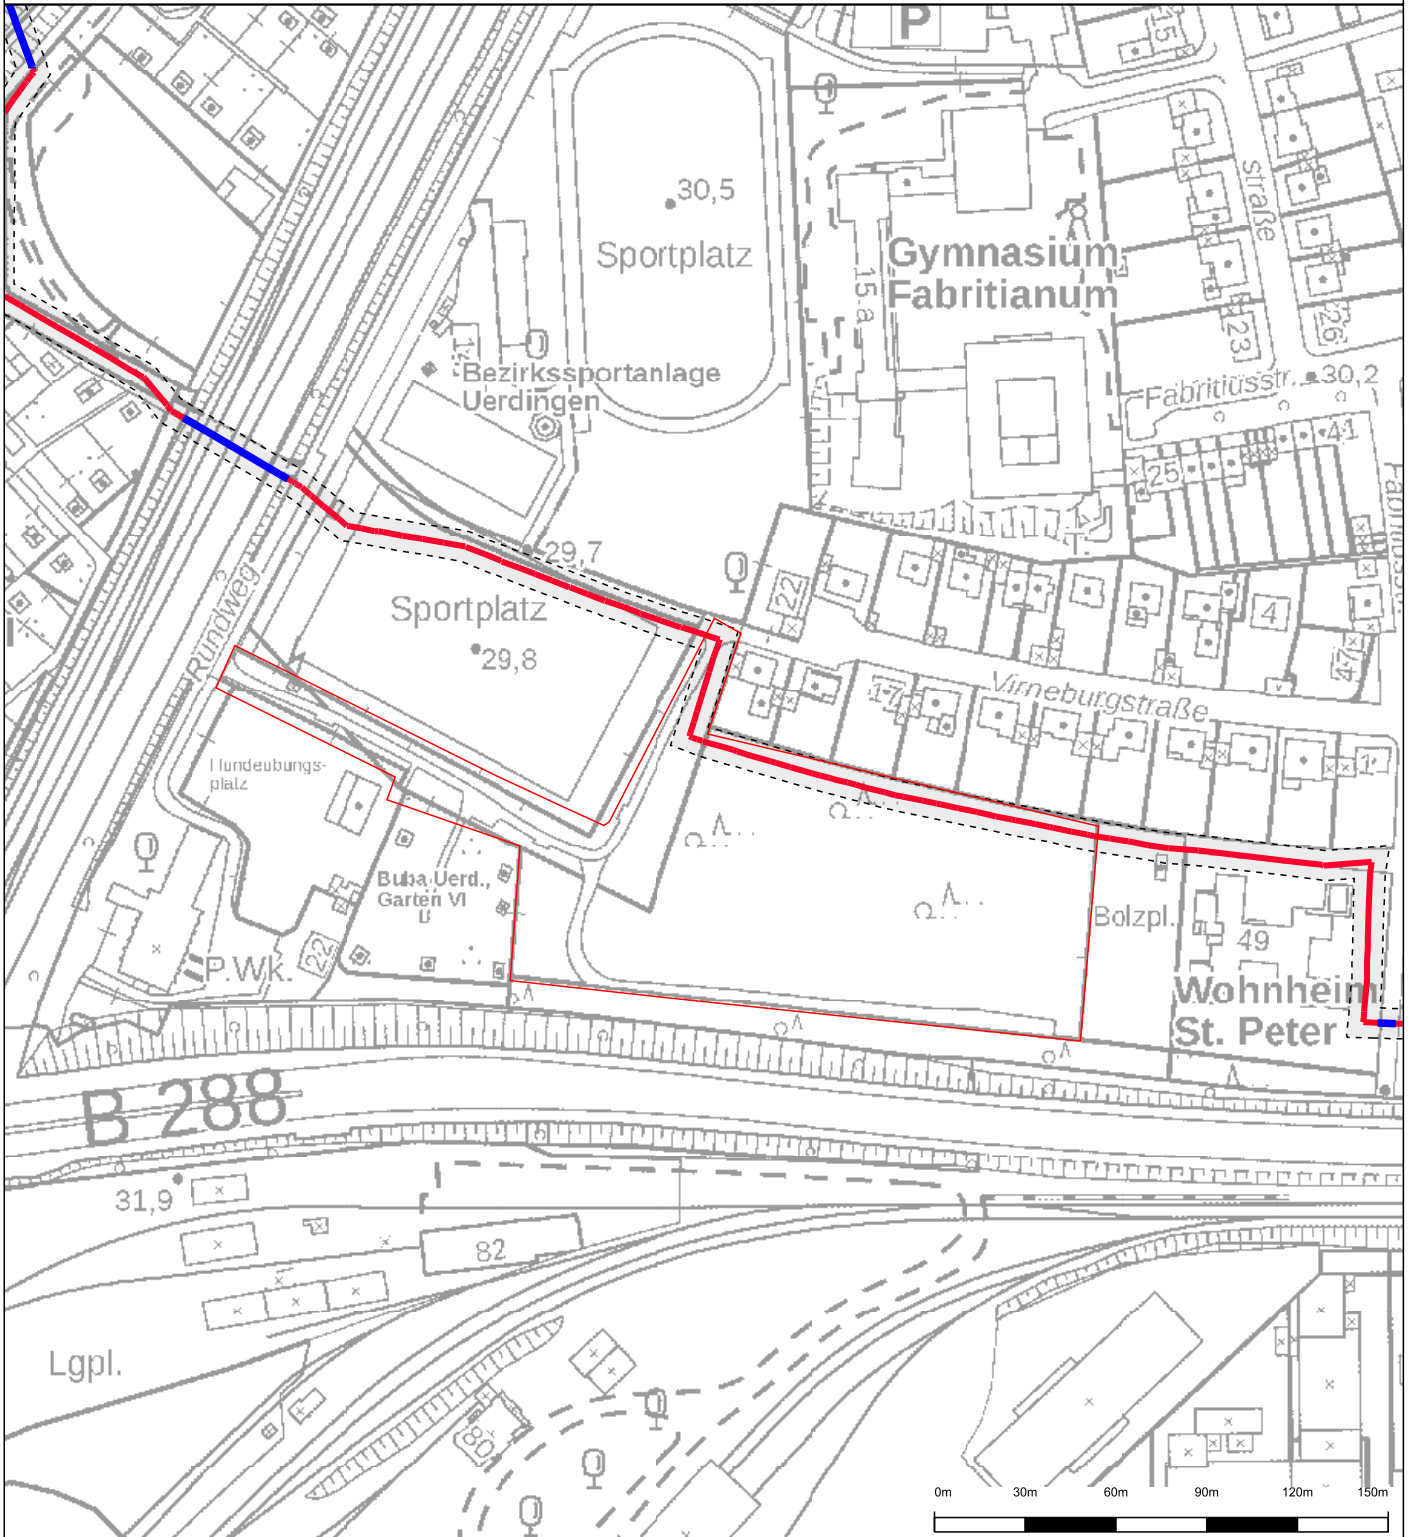 P
15
30,5
Sportplatz
straße
Gymnasium
Fabritianum
15 a
23
26
Bezirkssportanlage
Uerdingen
Fabritiusstr.
30,2
41
25
29,7
Rundweg
Sportplatz
29,8
22
4
Virneburgstraße
17
1
Hundeubungs-
platz
Buba Uerd.,
Garten VI
Bolzpl.
49
22
P.Wk.
Wohnheim
St. Peter
B 288
31,9
82
Lgpl.
80
0m 30m 60m 90m 120m 150m